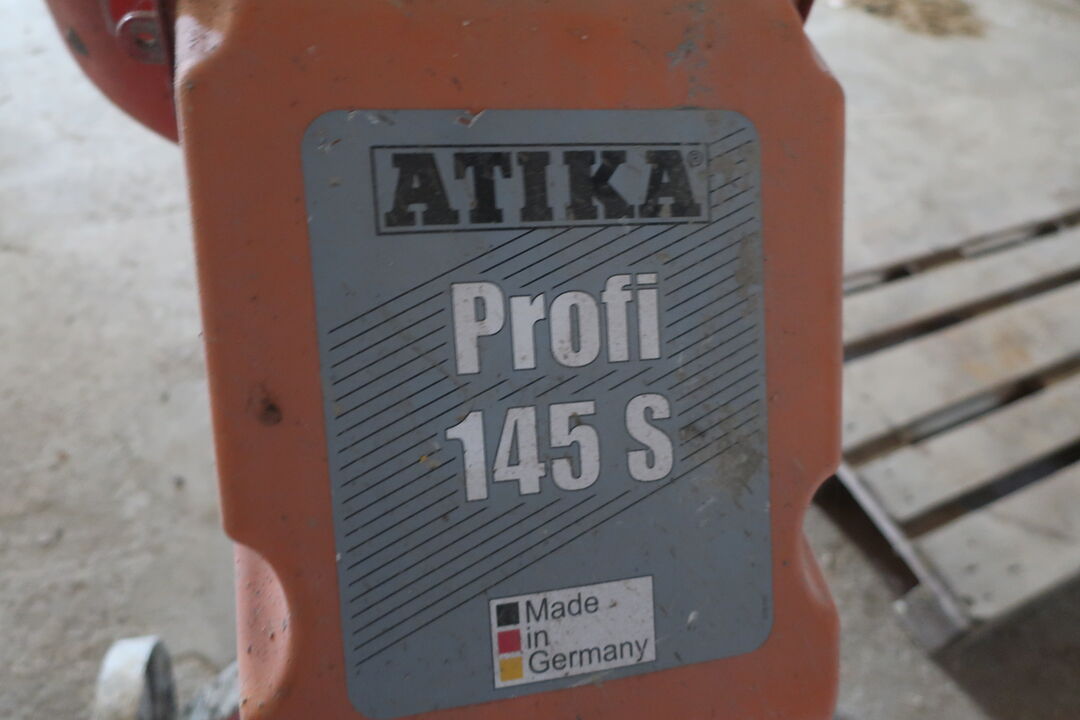 ATIKA®
Profi
145 S
Made
in
Germany